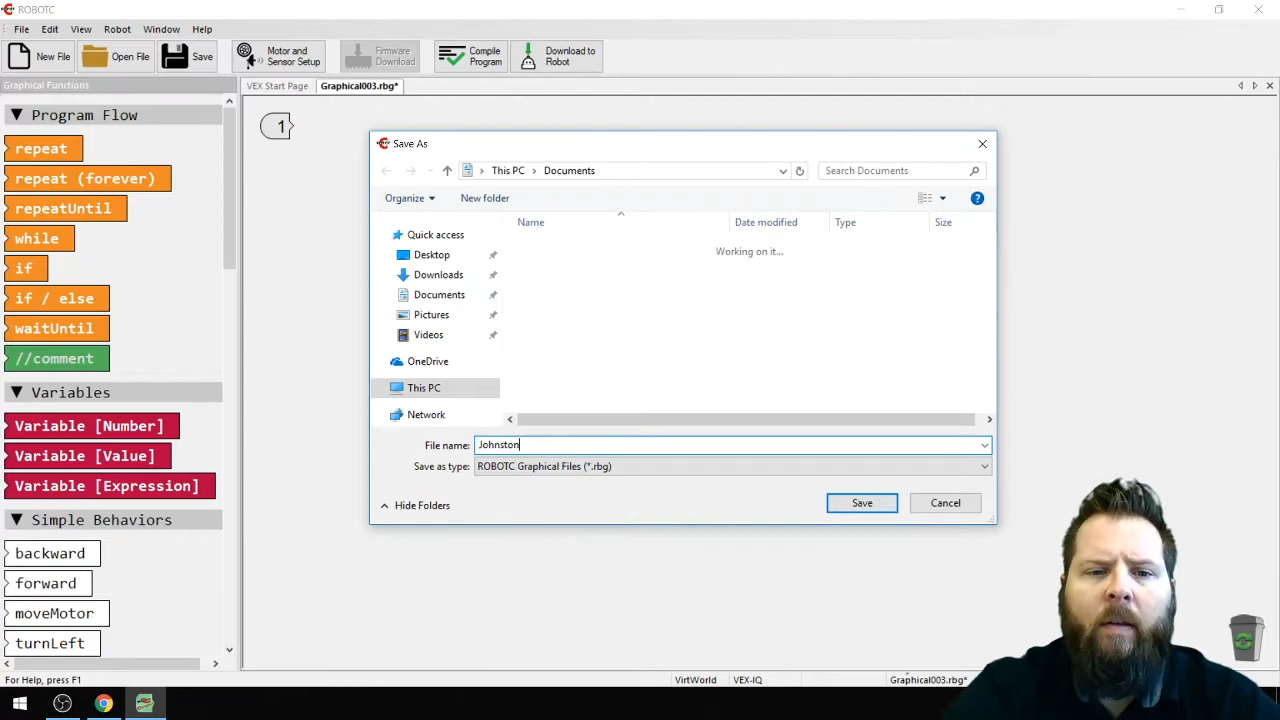 ROBOTC
File Edit View Robot Window Help
New File Open File Save Motor and Sensor Setup Firmware Download Compile Program Download to Robot
Graphical Functions
VEX Start Page Graphical003.rbg*
Program Flow
repeat
repeat (forever)
repeatUntil
while
if
if / else
waitUntil
//comment
Variables
Variable [Number]
Variable [Value]
Variable [Expression]
Simple Behaviors
backward
forward
moveMotor
turnLeft
1
Save As
This PC Documents Search Documents
Organize New folder
Name Date modified Type Size
Working on it...
Quick access
Desktop
Downloads
Documents
Pictures
Videos
OneDrive
This PC
Network
File name: Johnston
Save as type: ROBOTC Graphical Files (*.rbg)
Hide Folders Save Cancel
For Help, press F1 VirtWorld VEX-IQ Graphical003.rbg*